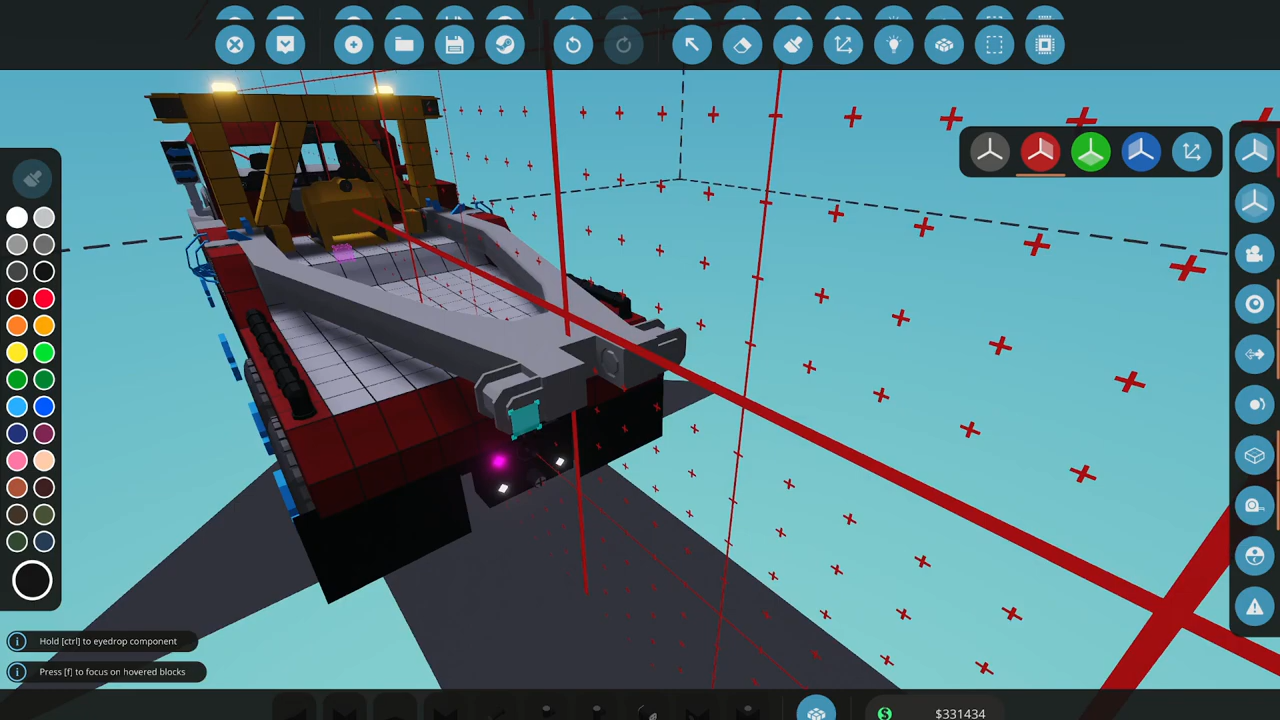 Hold [ctrl] to eyedrop component
Press [f] to focus on hovered blocks
$331434